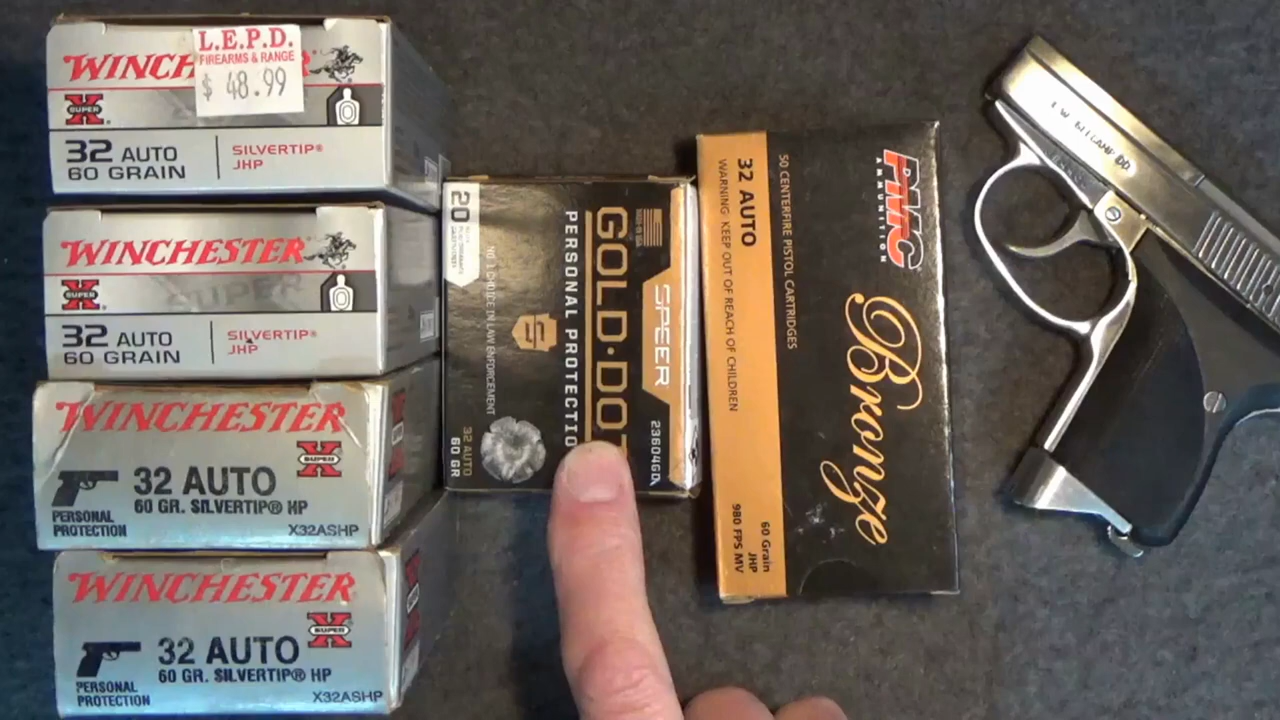 L.E.P.D.
FIREARMS & RANGE
$ 48.99
WINCHESTER
SUPER X®
32 AUTO
60 GRAIN
SILVERTIP®
JHP
WINCHESTER
SUPER X®
SUPER
32 AUTO
60 GRAIN
SILVERTIP®
JHP
WINCHESTER
SUPER X
32 AUTO
60 GR. SILVERTIP® HP
PERSONAL
PROTECTION
X32ASHP
WINCHESTER
SUPER X
32 AUTO
60 GR. SILVERTIP® HP
PERSONAL
PROTECTION
X32ASHP
SPEER
23604GD
GOLD DOT
PERSONAL PROTECTIO
NO. 1 CHOICE IN LAW ENFORCEMENT
20
32 AUTO
60 GR
PMC
AMMUNITION
Bronze
50 CENTERFIRE PISTOL CARTRIDGES
32 AUTO
WARNING: KEEP OUT OF REACH OF CHILDREN
60 Grain
JHP
980 FPS MV